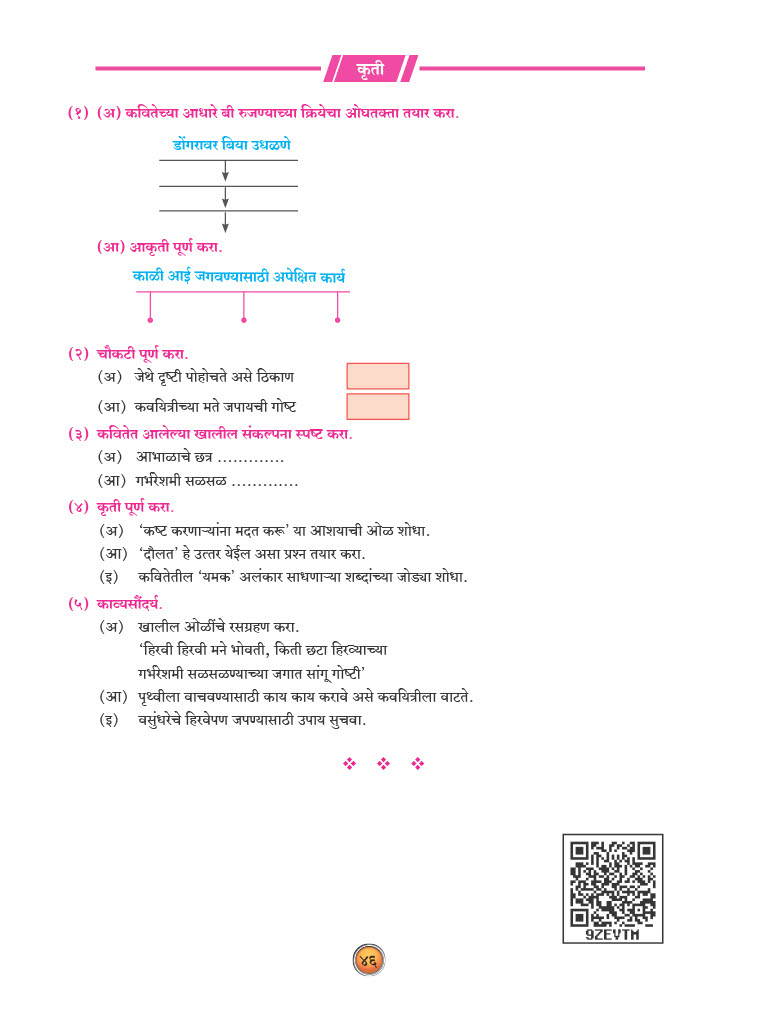 कृती
(१) (अ) कवितेच्या आधारे बी रुजण्याच्या क्रियेचा ओघतक्ता तयार करा.
डोंगरावर बिया उधळणे
(आ) आकृती पूर्ण करा.
काळी आई जगवण्यासाठी अपेक्षित कार्य
(२) चौकटी पूर्ण करा.
(अ) जेथे दृष्टी पोहोचते असे ठिकाण
(आ) कवयित्रीच्या मते जपायची गोष्ट
(३) कवितेत आलेल्या खालील संकल्पना स्पष्ट करा.
(अ) आभाळाचे छत्र .............
(आ) गर्भरेशमी सळसळ .............
(४) कृती पूर्ण करा.
(अ) ‘कष्ट करणाऱ्यांना मदत करू’ या आशयाची ओळ शोधा.
(आ) ‘दौलत’ हे उत्तर येईल असा प्रश्न तयार करा.
(इ) कवितेतील ‘यमक’ अलंकार साधणाऱ्या शब्दांच्या जोड्या शोधा.
(५) काव्यसौंदर्य.
(अ) खालील ओळींचे रसग्रहण करा.
‘हिरवी हिरवी मने भोवती, किती छटा हिरव्याच्या
गर्भरेशमी सळसळण्याच्या जगात सांगू गोष्टी’
(आ) पृथ्वीला वाचवण्यासाठी काय काय करावे असे कवयित्रीला वाटते.
(इ) वसुंधरेचे हिरवेपण जपण्यासाठी उपाय सुचवा.
9ZEVTM
४६